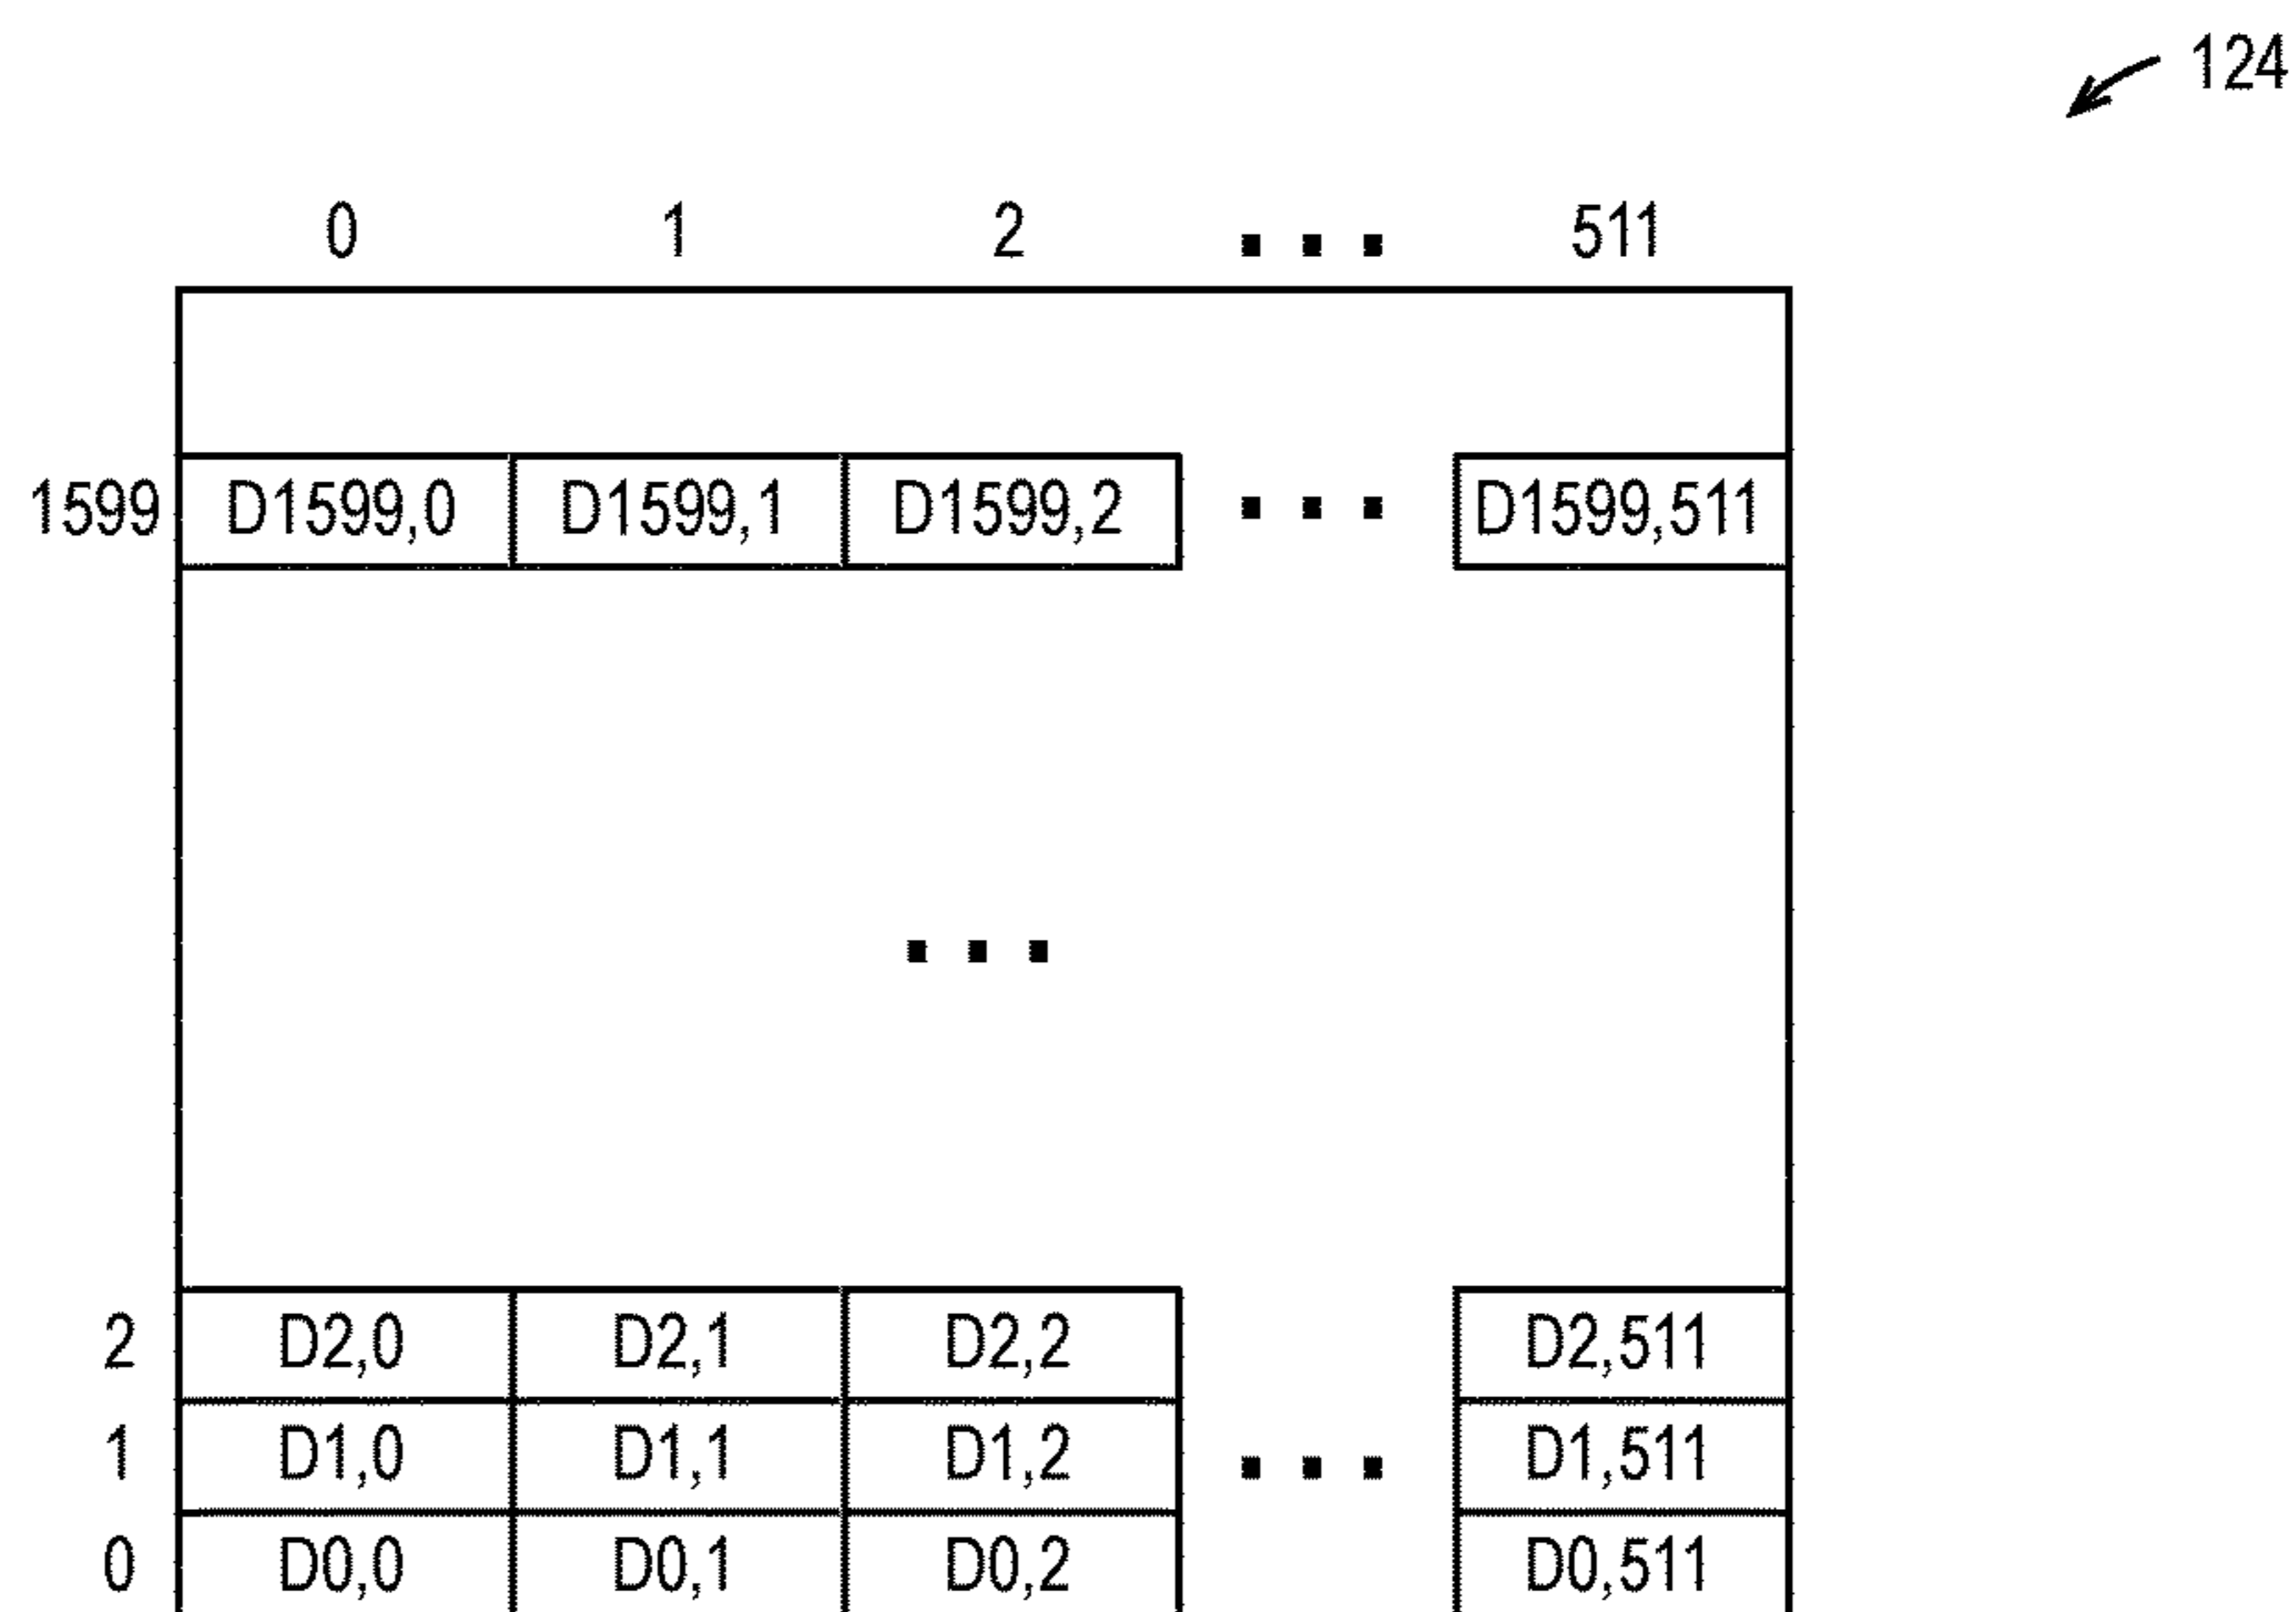 124
0 1 2 ... 511
1599 D1599,0 D1599,1 D1599,2 ... D1599,511
...
2 D2,0 D2,1 D2,2 D2,511
1 D1,0 D1,1 D1,2 ... D1,511
0 D0,0 D0,1 D0,2 D0,511